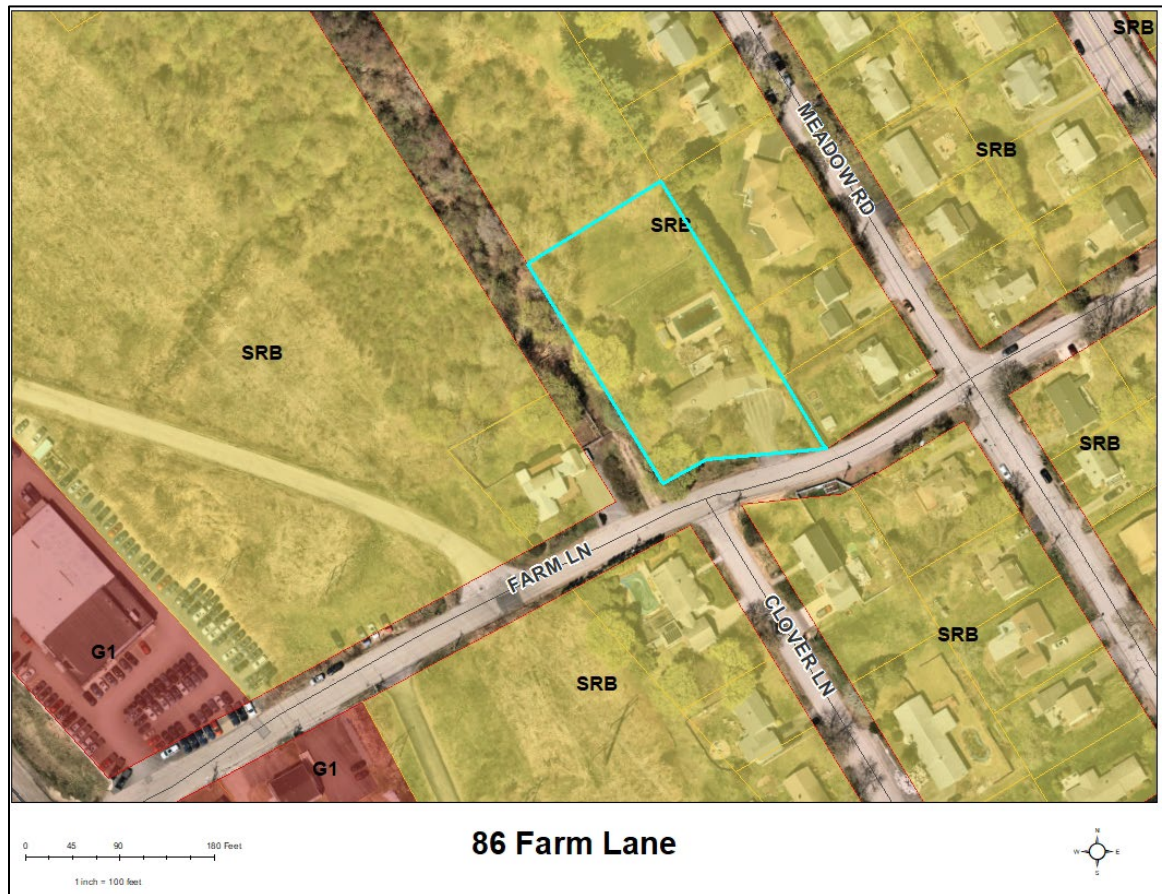 SRB
MEADOW RD
SRB
SRB
SRB
SRB
FARM LN
CLOVER LN
SRB
SRB
G1
G1
0 45 90 180 Feet
1 inch = 100 feet
86 Farm Lane
N
W E
S